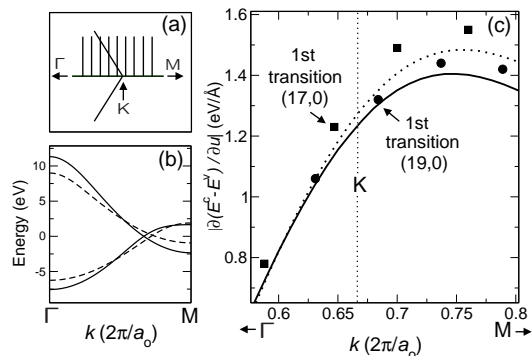 (a)
Γ M
K
(b)
Energy (eV)
10
5
0
-5
Γ M
k (2π/a₀)
(c)
|∂(Eᶜ-Eᵛ) / ∂u| (eV/Å)
1.6
1.4
1.2
1.0
0.8
1st
transition
(17,0)
1st
transition
(19,0)
K
0.6 0.65 0.7 0.75 0.8
Γ k (2π/a₀) M